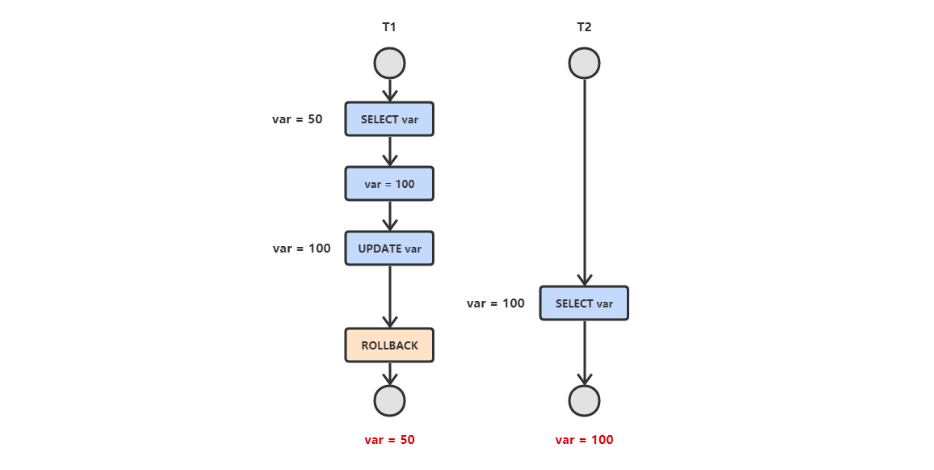 T1
T2
var = 50
SELECT var
var = 100
var = 100
UPDATE var
var = 100
SELECT var
ROLLBACK
var = 50
var = 100